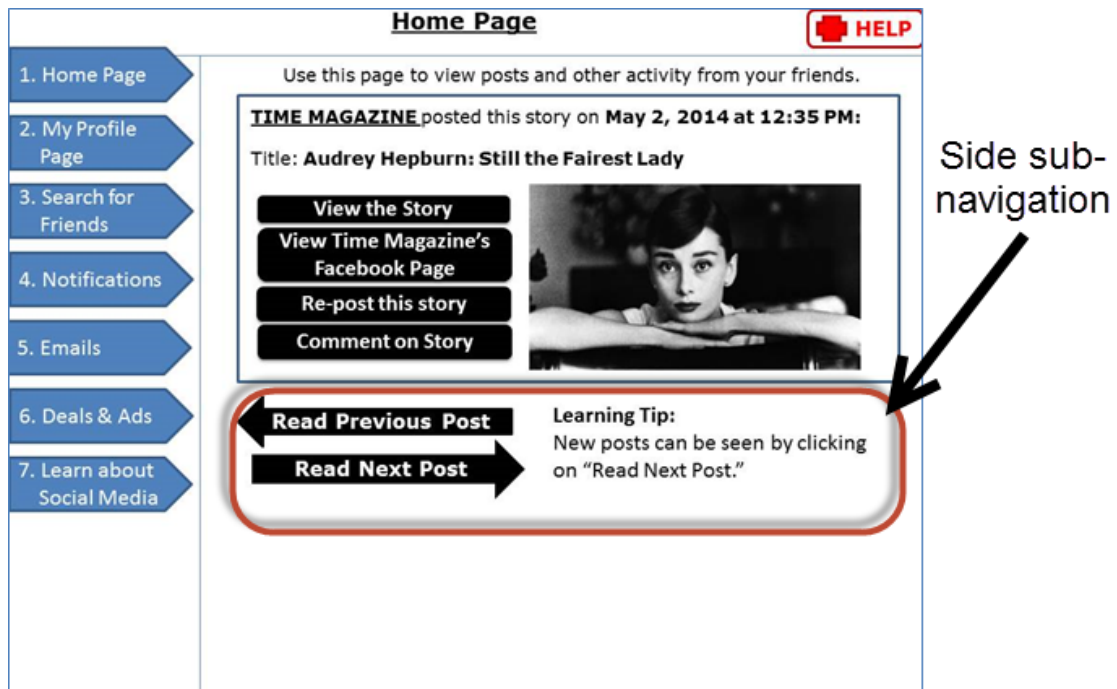 Home Page
HELP
1. Home Page
2. My Profile
Page
3. Search for
Friends
4. Notifications
5. Emails
6. Deals & Ads
7. Learn about
Social Media
Use this page to view posts and other activity from your friends.
TIME MAGAZINE posted this story on May 2, 2014 at 12:35 PM:
Title: Audrey Hepburn: Still the Fairest Lady
View the Story
View Time Magazine's
Facebook Page
Re-post this story
Comment on Story
Read Previous Post
Read Next Post
Learning Tip:
New posts can be seen by clicking
on “Read Next Post.”
Side sub-
navigation